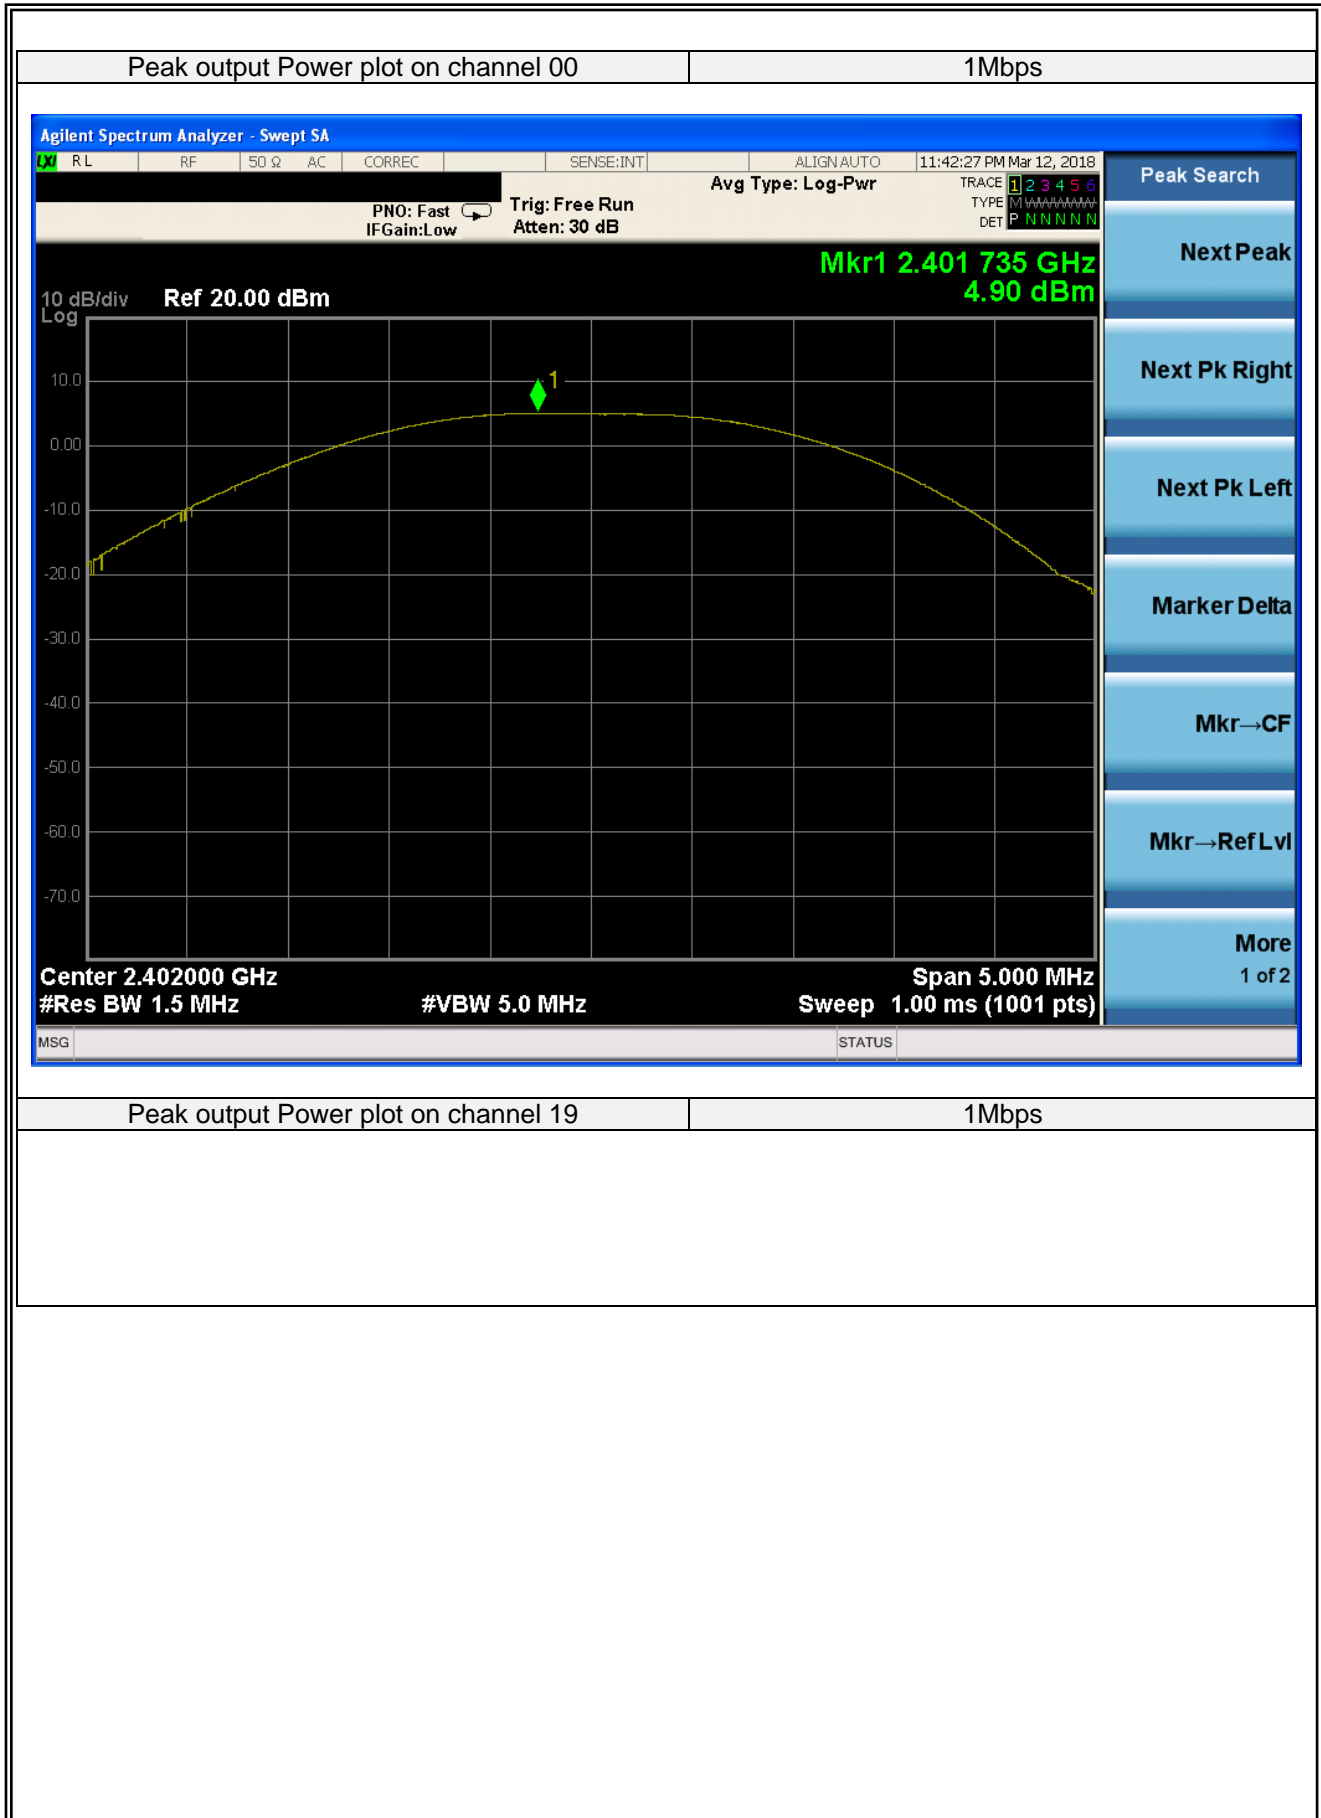 Peak output Power plot on channel 00 1Mbps
Agilent Spectrum Analyzer - Swept SA
LXI RL RF 50 Ω AC CORREC SENSE:INT ALIGN AUTO 11:42:27 PM Mar 12, 2018
Avg Type: Log-Pwr
TRACE 1 2 3 4 5 6
TYPE M
DET P N N N N N
PNO: Fast Trig: Free Run
IFGain:Low Atten: 30 dB
Mkr1 2.401 735 GHz
4.90 dBm
10 dB/div Ref 20.00 dBm
Log
1
10.0
0.00
-10.0
-20.0
-30.0
-40.0
-50.0
-60.0
-70.0
Center 2.402000 GHz Span 5.000 MHz
#Res BW 1.5 MHz #VBW 5.0 MHz Sweep 1.00 ms (1001 pts)
MSG STATUS
Peak Search
Next Peak
Next Pk Right
Next Pk Left
Marker Delta
Mkr→CF
Mkr→Ref Lvl
More
1 of 2
Peak output Power plot on channel 19 1Mbps